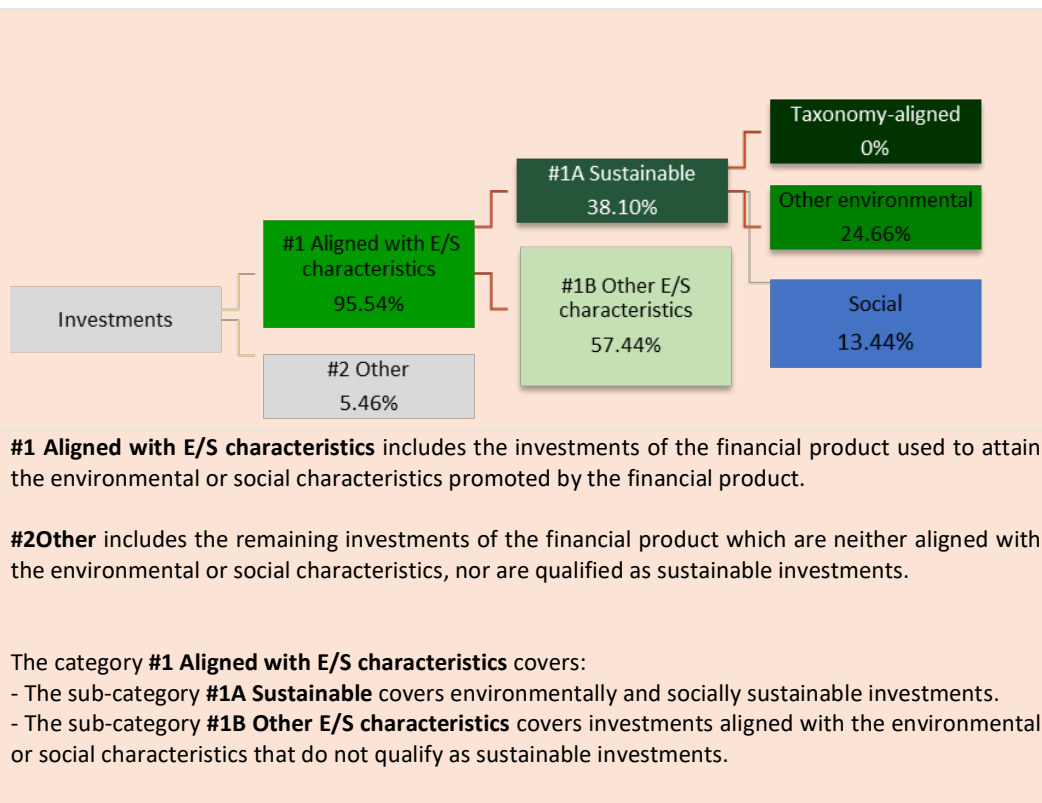 Taxonomy-aligned
0%
#1A Sustainable
38.10%
Other environmental
24.66%
#1 Aligned with E/S
characteristics
95.54%
#1B Other E/S
characteristics
57.44%
Social
13.44%
Investments
#2 Other
5.46%
#1 Aligned with E/S characteristics includes the investments of the financial product used to attain
the environmental or social characteristics promoted by the financial product.
#2Other includes the remaining investments of the financial product which are neither aligned with
the environmental or social characteristics, nor are qualified as sustainable investments.
The category #1 Aligned with E/S characteristics covers:
- The sub-category #1A Sustainable covers environmentally and socially sustainable investments.
- The sub-category #1B Other E/S characteristics covers investments aligned with the environmental
or social characteristics that do not qualify as sustainable investments.